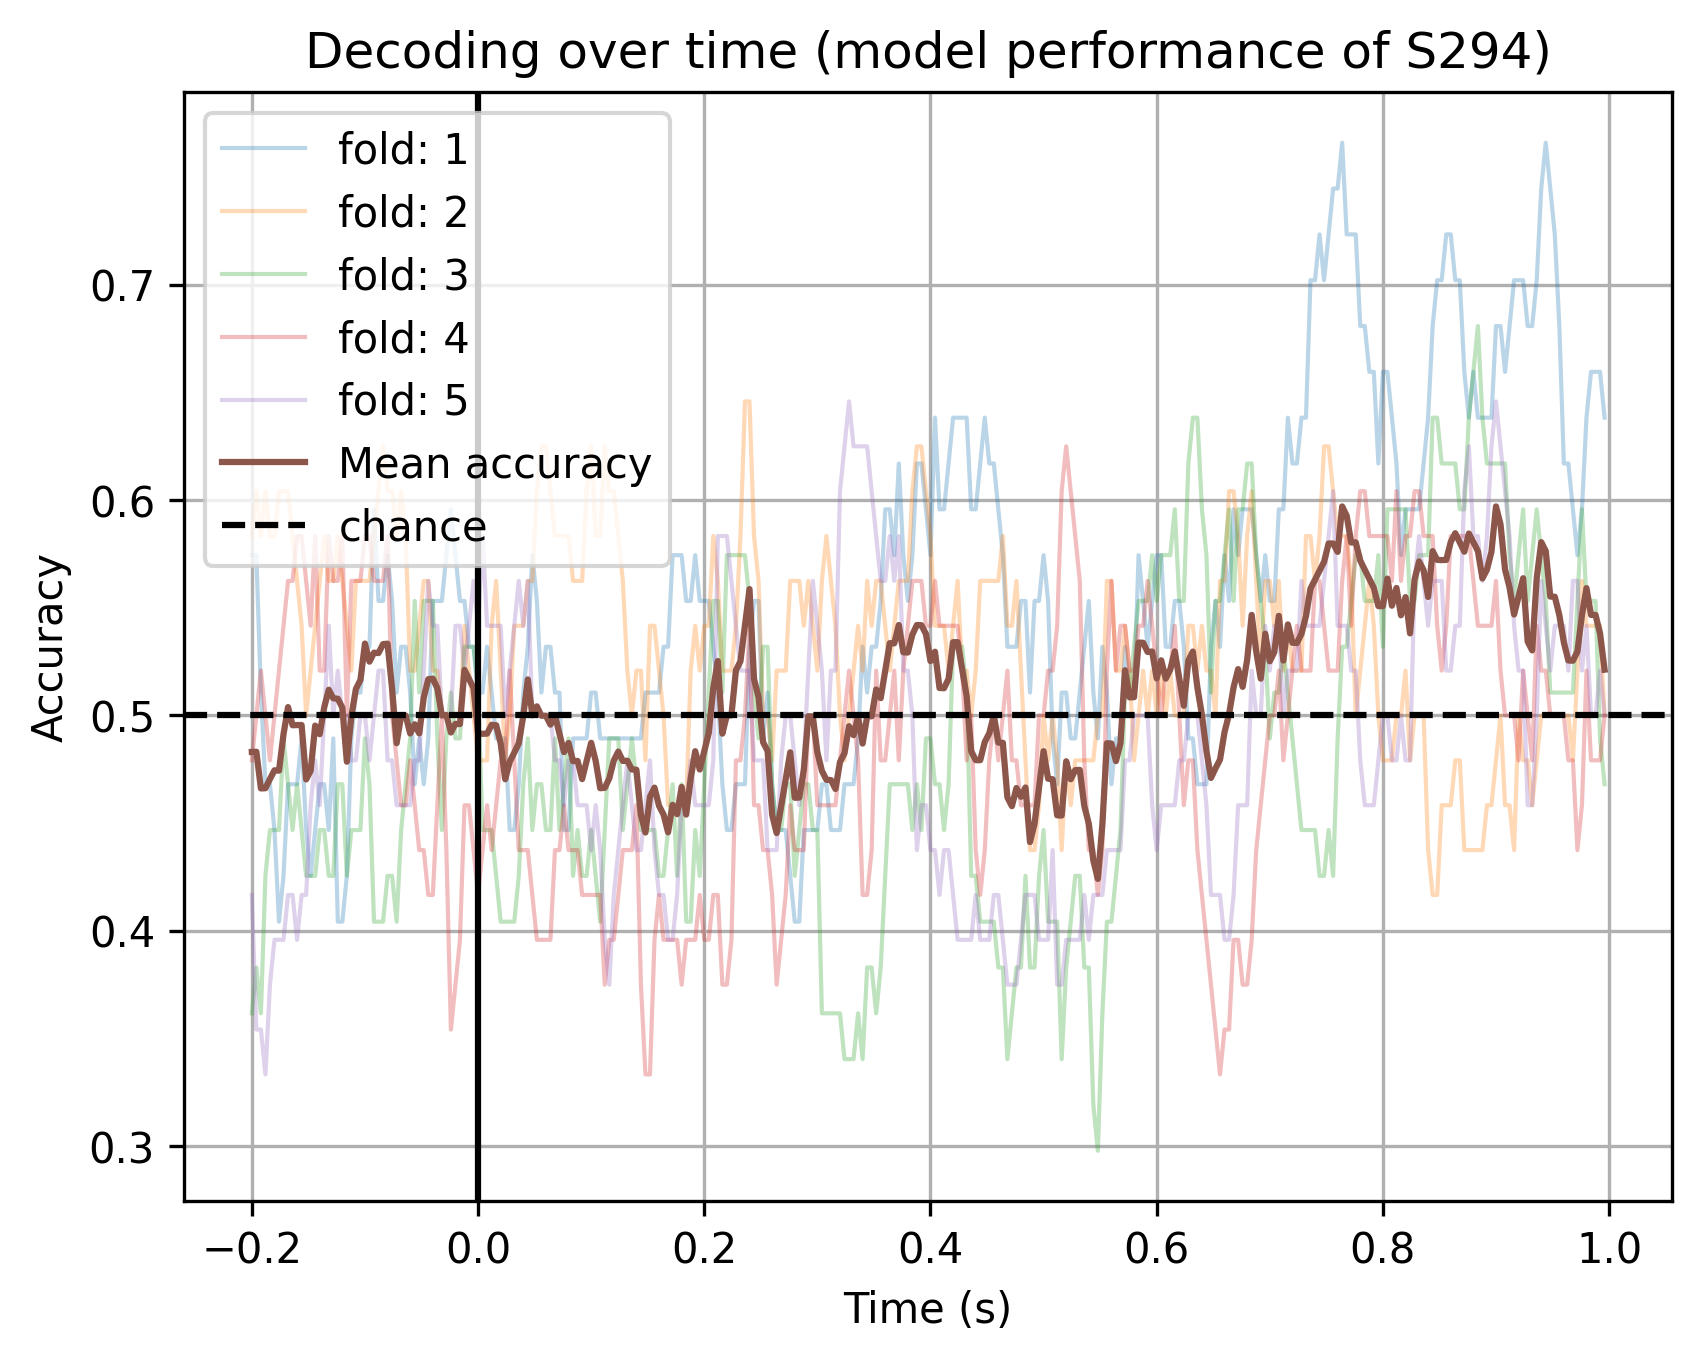 Decoding over time (model performance of S294)
fold: 1
fold: 2
fold: 3
fold: 4
fold: 5
Mean accuracy
chance
Accuracy
0.7
0.6
0.5
0.4
0.3
−0.2 0.0 0.2 0.4 0.6 0.8 1.0
Time (s)